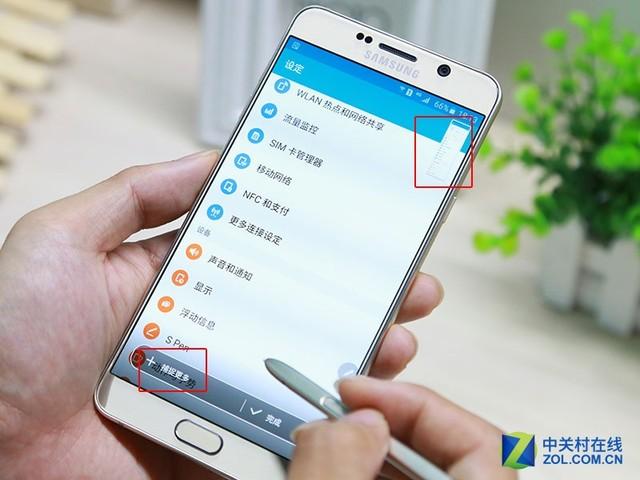 SAMSUNG
66%
设定
WLAN 热点和网络共享
流量监控
SIM 卡管理器
移动网络
NFC 和支付
更多连接设定
设备
声音和通知
显示
浮动信息
S Pen
捕捉更多
完成
中关村在线
ZOL.COM.CN